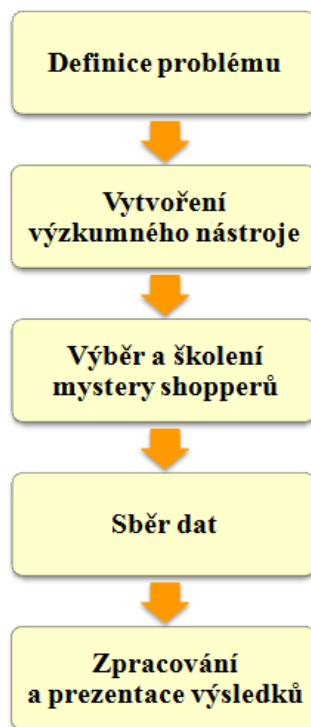 Definice problému
Vytvoření
výzkumného nástroje
Výběr a školení
mystery shopperů
Sběr dat
Zpracování
a prezentace výsledků